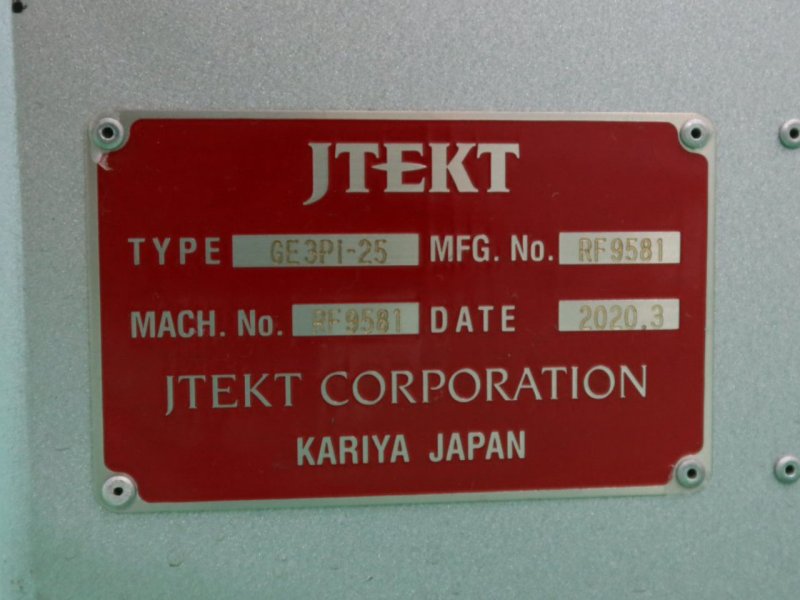 JTEKT
TYPE GE3PI-25 MFG. No. RF9581
MACH. No. RF9581 DATE 2020.3
JTEKT CORPORATION
KARIYA JAPAN